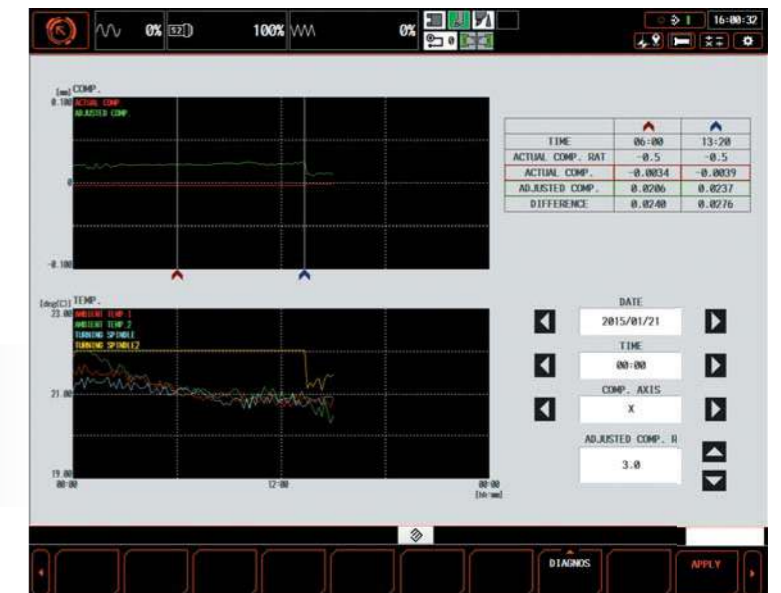 0% S2 100% 0% 16:00:32
0
[mm] COMP.
0.100 ACTUAL COMP
ADJUSTED COMP.
0
-0.100
TIME 06:00 13:20
ACTUAL COMP. RAT -0.5 -0.5
ACTUAL COMP. -0.0034 -0.0039
ADJUSTED COMP. 0.0206 0.0237
DIFFERENCE 0.0240 0.0276
[deg(C)] TEMP.
23.00 AMBIENT TEMP 1
AMBIENT TEMP 2
TURNING SPINDLE
TURNING SPINDLE2
21.00
19.00
00:00 12:00 00:00
[hh:mm]
DATE
2015/01/21
TIME
00:00
COMP. AXIS
X
ADJUSTED COMP. R
3.0
DIAGNOS APPLY